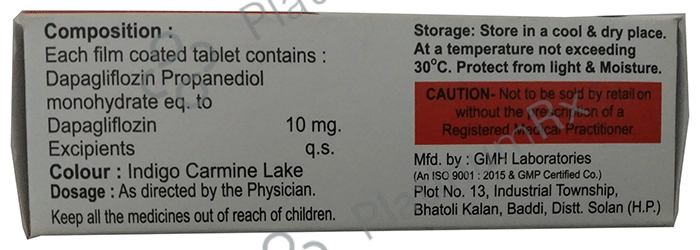 Composition :
Each film coated tablet contains :
Dapagliflozin Propanediol
monohydrate eq. to
Dapagliflozin 10 mg.
Excipients q.s.
Colour : Indigo Carmine Lake
Dosage : As directed by the Physician.
Keep all the medicines out of reach of children.
Storage: Store in a cool & dry place.
At a temperature not exceeding
30°C. Protect from light & Moisture.
CAUTION- Not to be sold by retail on
without the prescription of a
Registered Medical Practitioner
Mfd. by : GMH Laboratories
(An ISO 9001 : 2015 & GMP Certified Co.)
Plot No. 13, Industrial Township,
Bhatoli Kalan, Baddi, Distt. Solan (H.P.)